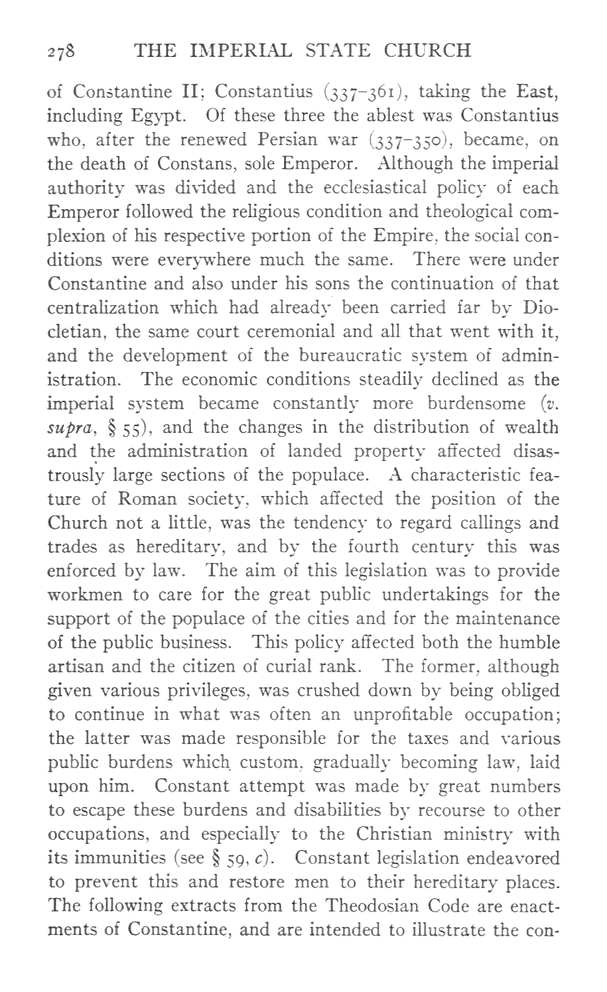 278 THE IMPERIAL STATE CHURCH
of Constantine II; Constantius (337–361), taking the East,
including Egypt. Of these three the ablest was Constantius
who, after the renewed Persian war (337–350), became, on
the death of Constans, sole Emperor. Although the imperial
authority was divided and the ecclesiastical policy of each
Emperor followed the religious condition and theological com-
plexion of his respective portion of the Empire, the social con-
ditions were everywhere much the same. There were under
Constantine and also under his sons the continuation of that
centralization which had already been carried far by Dio-
cletian, the same court ceremonial and all that went with it,
and the development of the bureaucratic system of admin-
istration. The economic conditions steadily declined as the
imperial system became constantly more burdensome (v.
supra, § 55), and the changes in the distribution of wealth
and the administration of landed property affected disas-
trously large sections of the populace. A characteristic fea-
ture of Roman society, which affected the position of the
Church not a little, was the tendency to regard callings and
trades as hereditary, and by the fourth century this was
enforced by law. The aim of this legislation was to provide
workmen to care for the great public undertakings for the
support of the populace of the cities and for the maintenance
of the public business. This policy affected both the humble
artisan and the citizen of curial rank. The former, although
given various privileges, was crushed down by being obliged
to continue in what was often an unprofitable occupation;
the latter was made responsible for the taxes and various
public burdens which custom, gradually becoming law, laid
upon him. Constant attempt was made by great numbers
to escape these burdens and disabilities by recourse to other
occupations, and especially to the Christian ministry with
its immunities (see § 59, c). Constant legislation endeavored
to prevent this and restore men to their hereditary places.
The following extracts from the Theodosian Code are enact-
ments of Constantine, and are intended to illustrate the con-